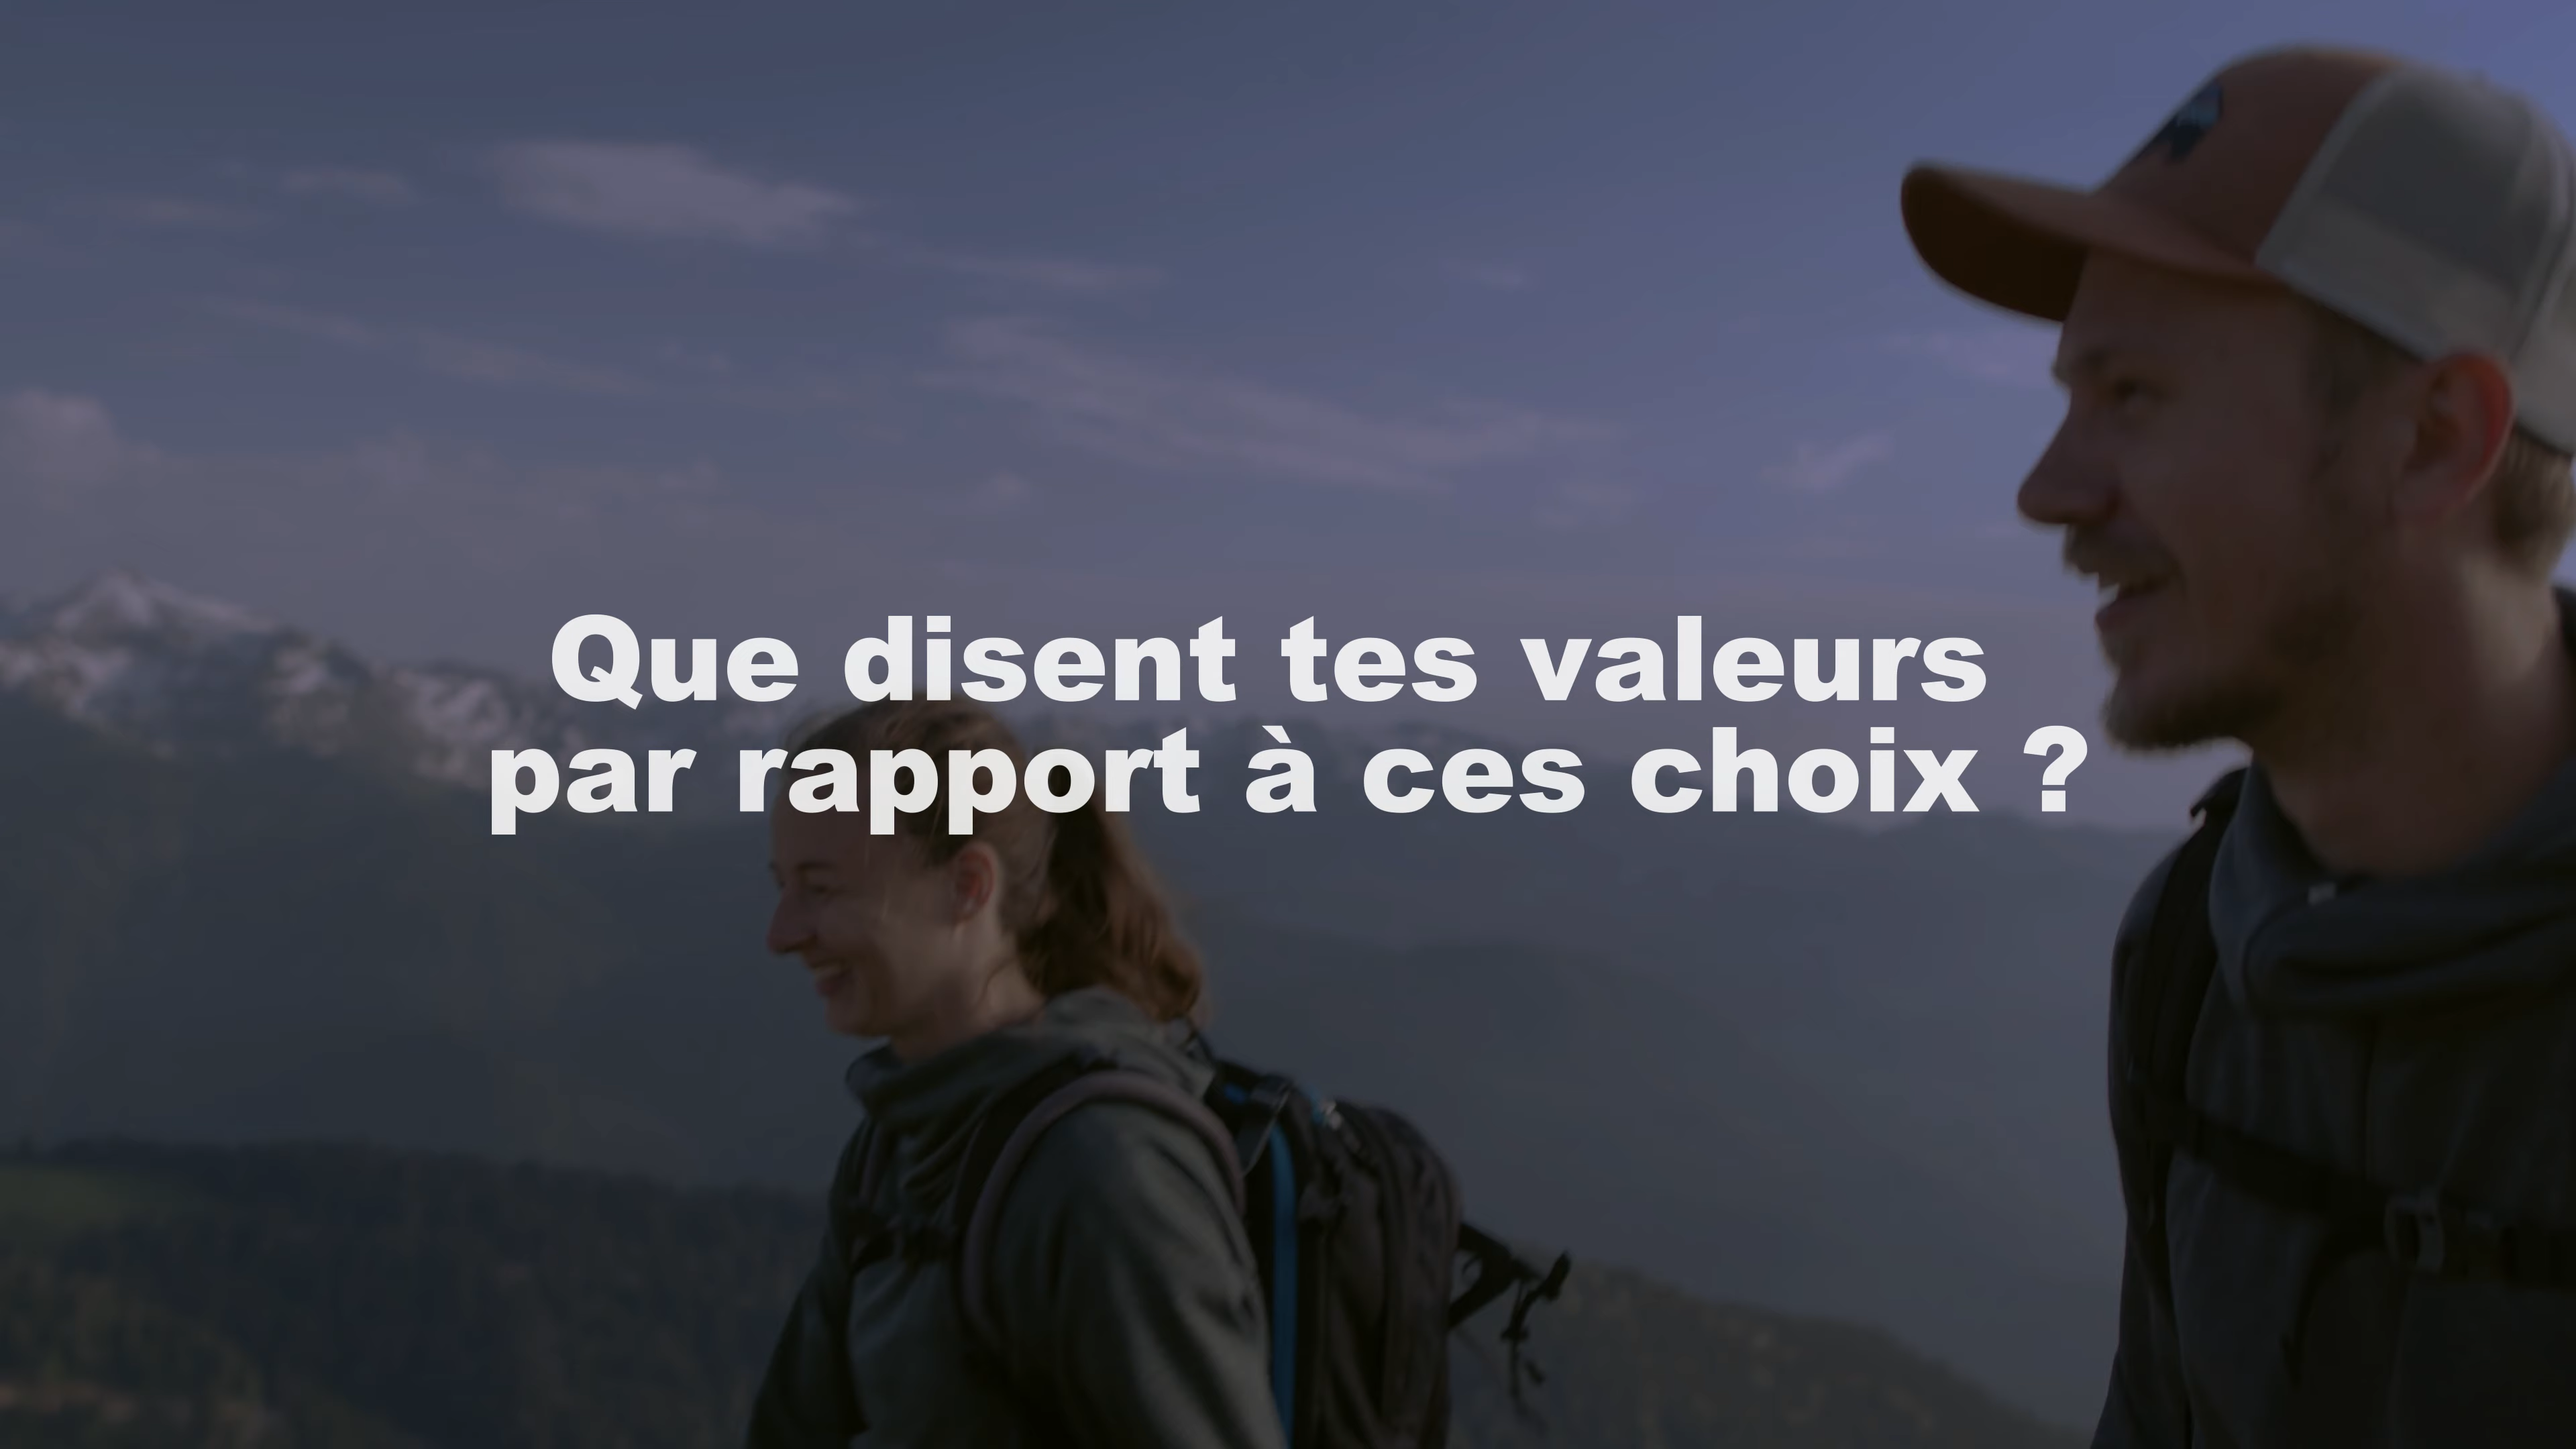 Que disent tes valeurs
par rapport à ces choix ?